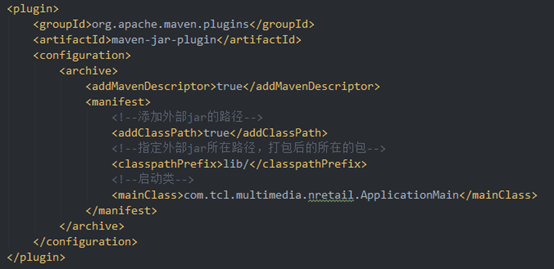 <plugin>
<groupId>org.apache.maven.plugins</groupId>
<artifactId>maven-jar-plugin</artifactId>
<configuration>
<archive>
<addMavenDescriptor>true</addMavenDescriptor>
<manifest>
<!--添加外部jar的路径-->
<addClassPath>true</addClassPath>
<!--指定外部jar所在路径，打包后的所在的包-->
<classpathPrefix>lib/</classpathPrefix>
<!--启动类-->
<mainClass>com.tcl.multimedia.nretail.ApplicationMain</mainClass>
</manifest>
</archive>
</configuration>
</plugin>